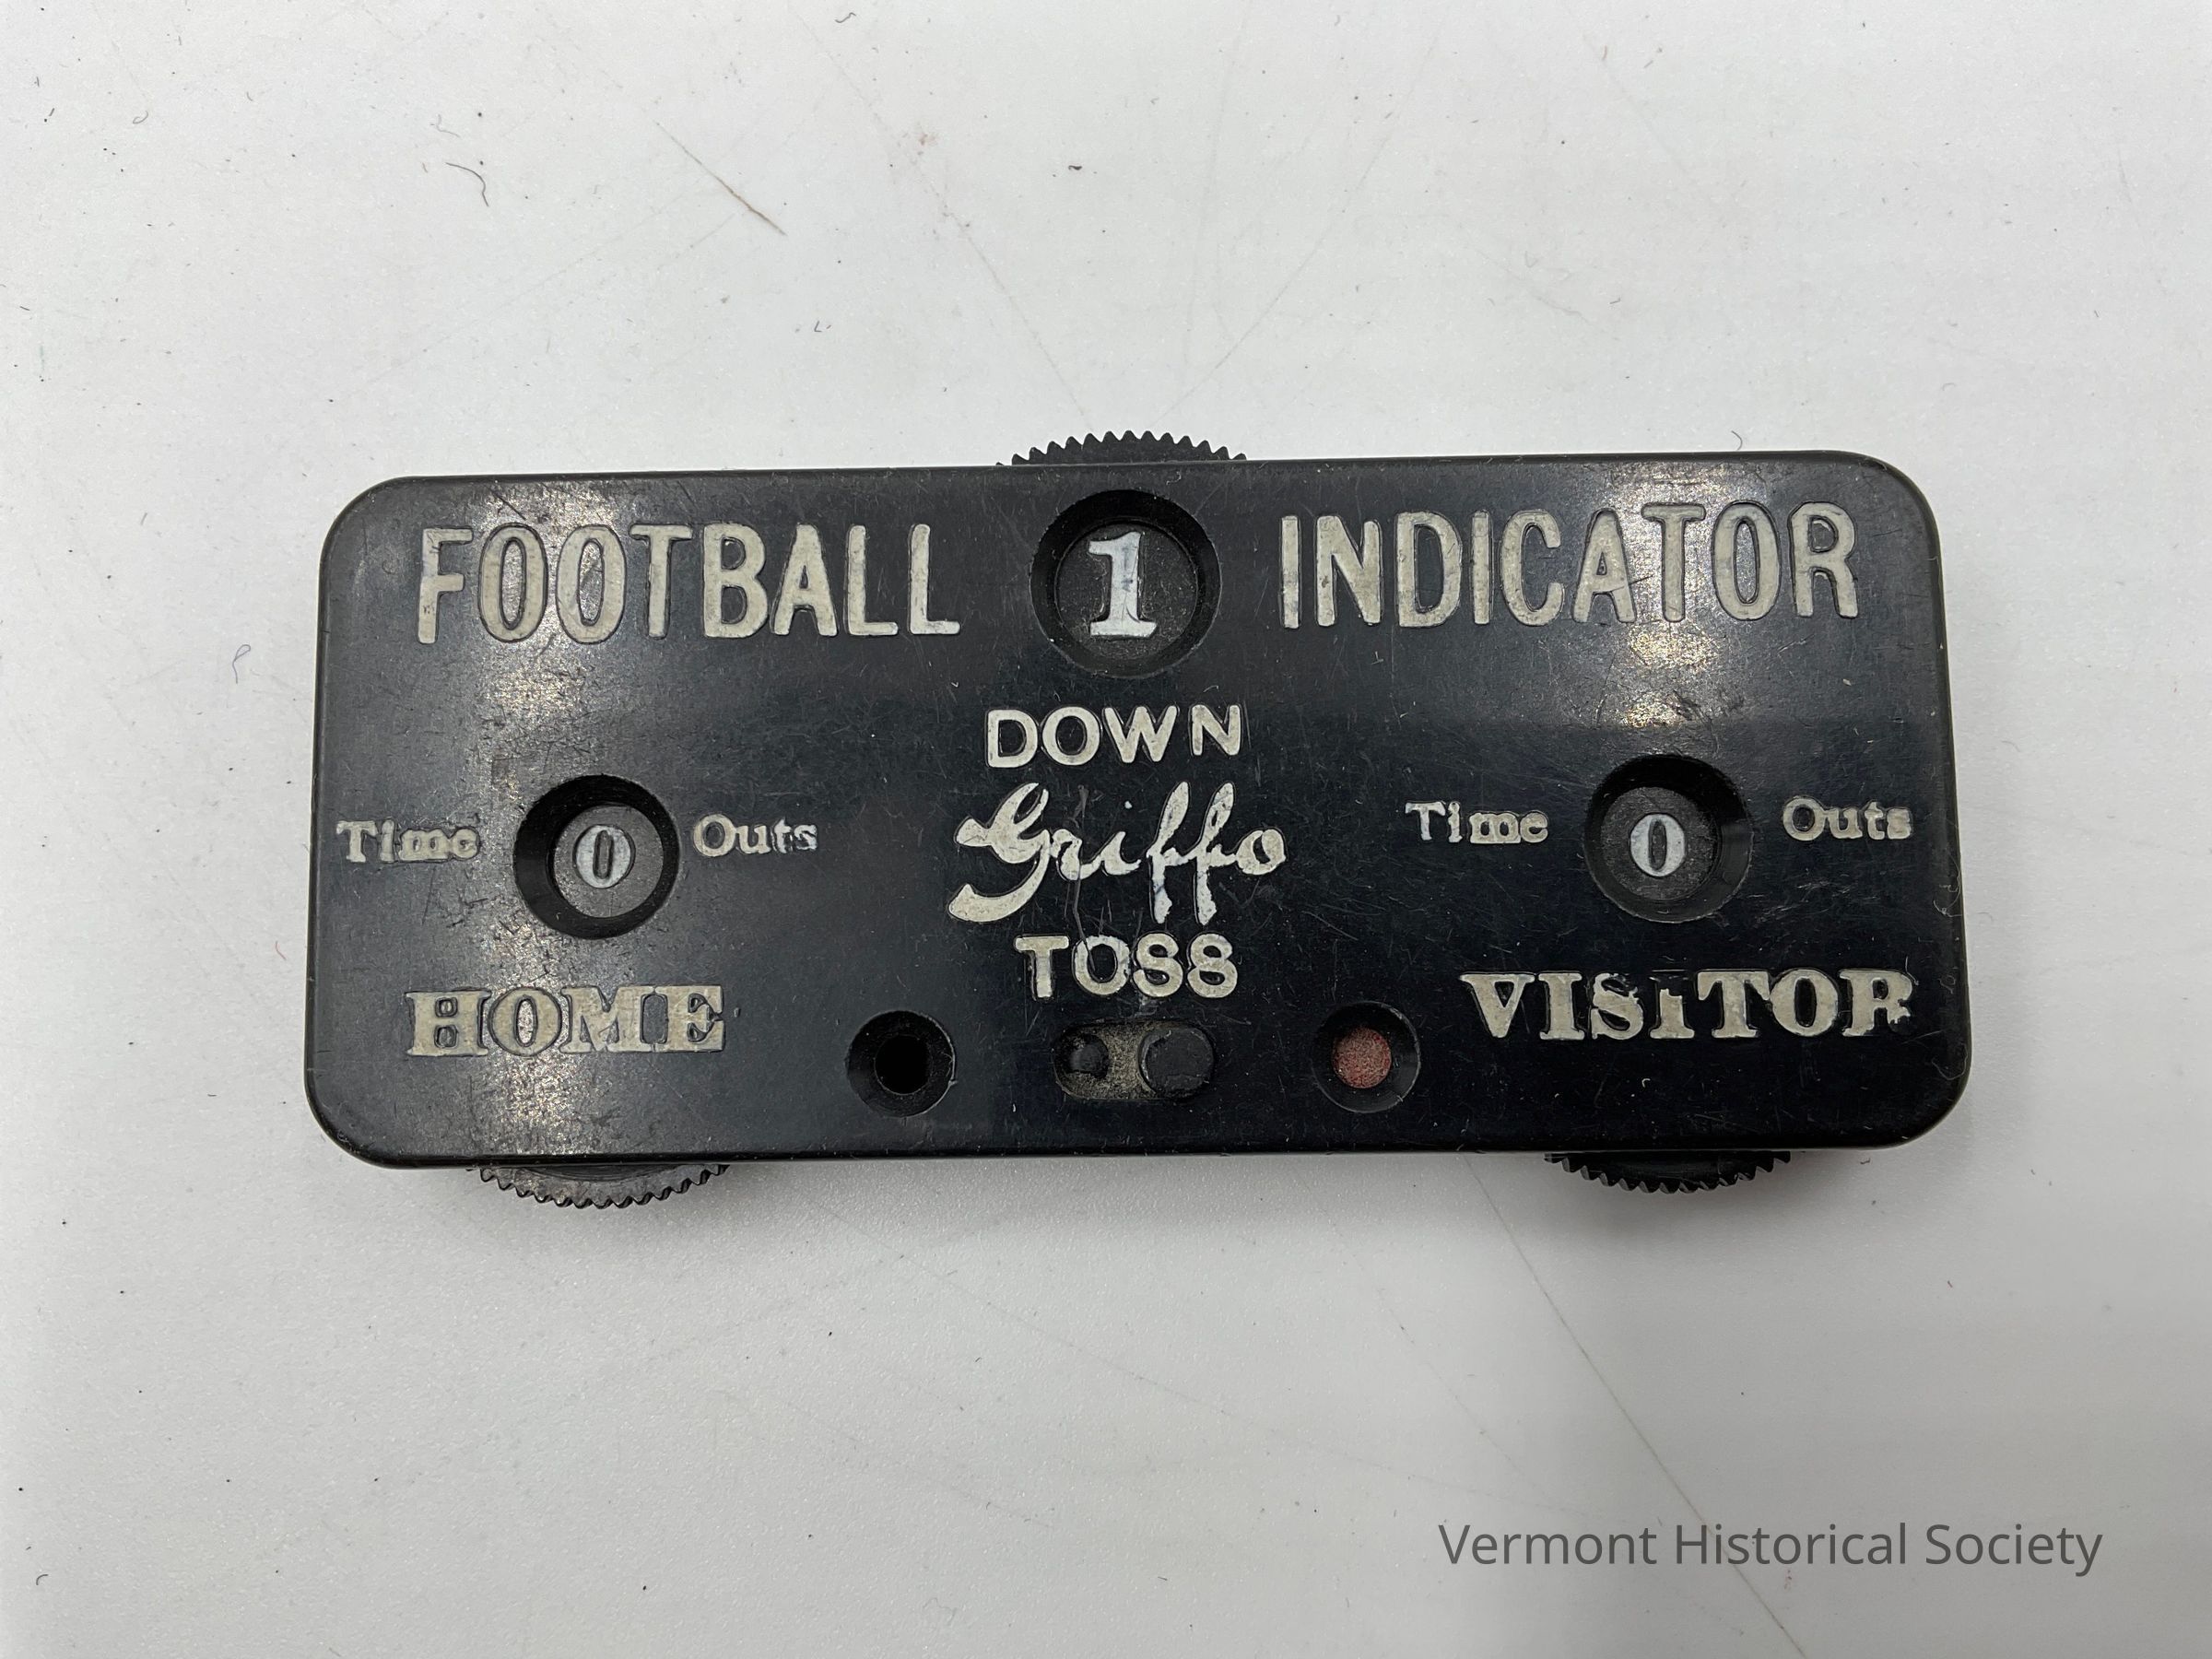 FOOTBALL 1 INDICATOR
DOWN
Time 0 Outs Griffo Time 0 Outs
TOSS
HOME VISITOR
Vermont Historical Society